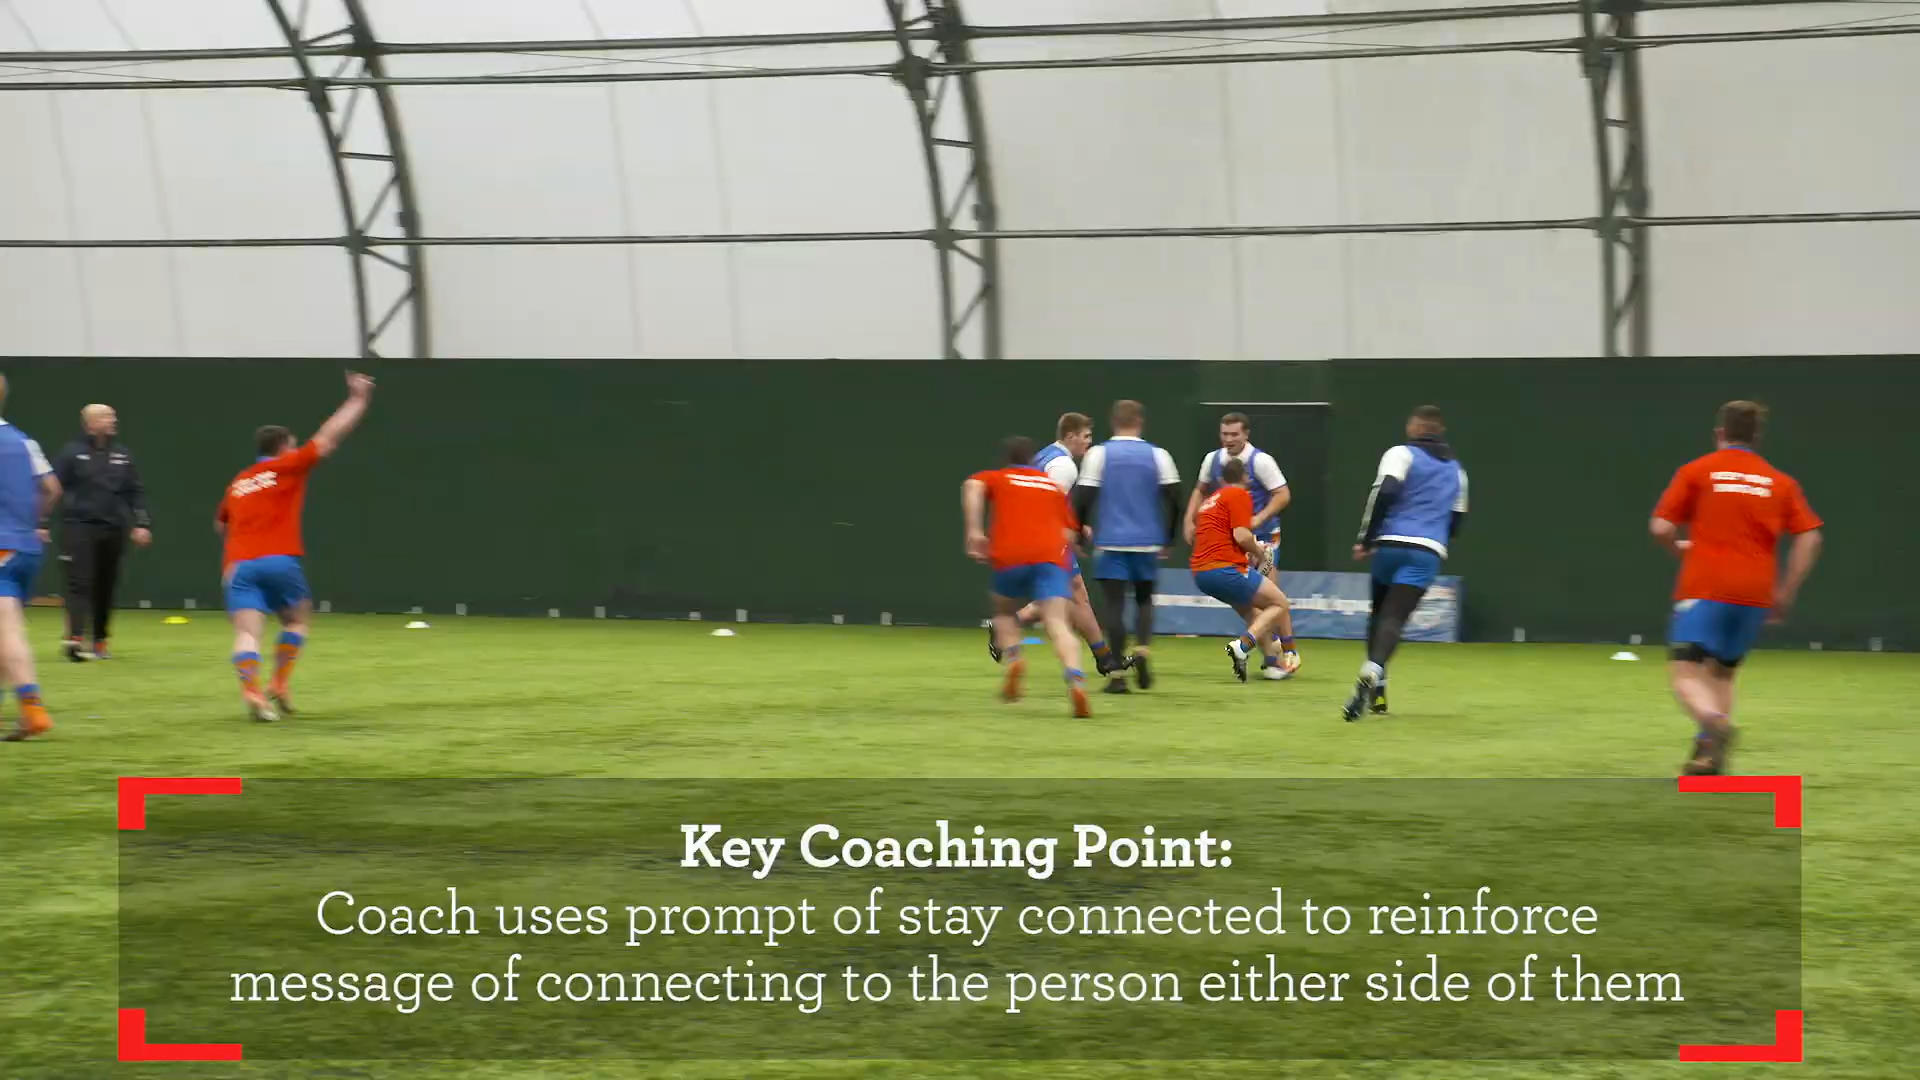 Key Coaching Point:
Coach uses prompt of stay connected to reinforce
message of connecting to the person either side of them